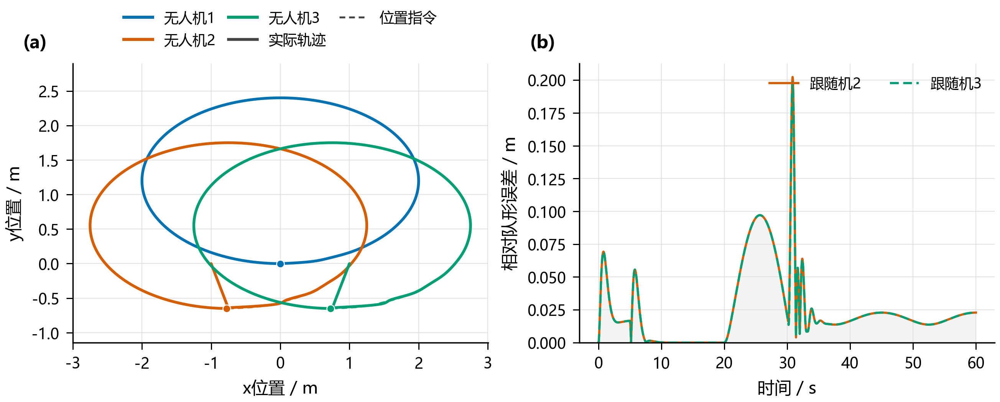 无人机1 无人机3 位置指令
无人机2 实际轨迹
(a)
2.5
2.0
1.5
1.0
0.5
0.0
-0.5
-1.0
-3 -2 -1 0 1 2 3
x位置 / m
y位置 / m
(b)
跟随机2 跟随机3
0.200
0.175
0.150
0.125
0.100
0.075
0.050
0.025
0.000
0 10 20 30 40 50 60
时间 / s
相对队形误差 / m